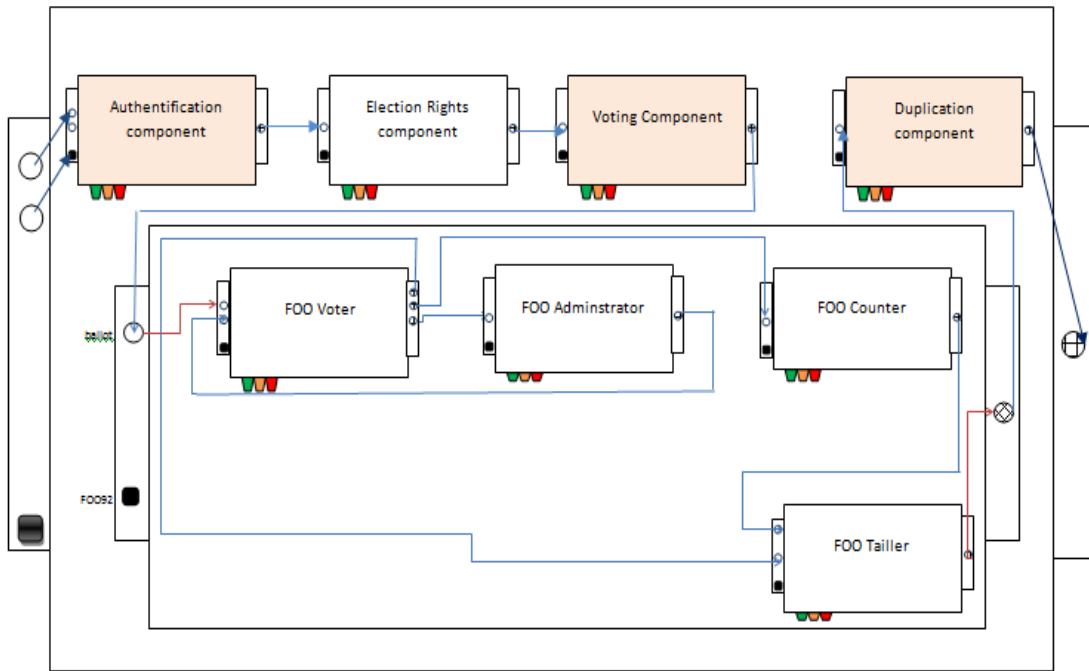 Authentification
component
Election Rights
component
Voting Component
Duplication
component
FOO Voter
FOO Adminstrator
FOO Counter
ballot
FOO92
FOO Tailler